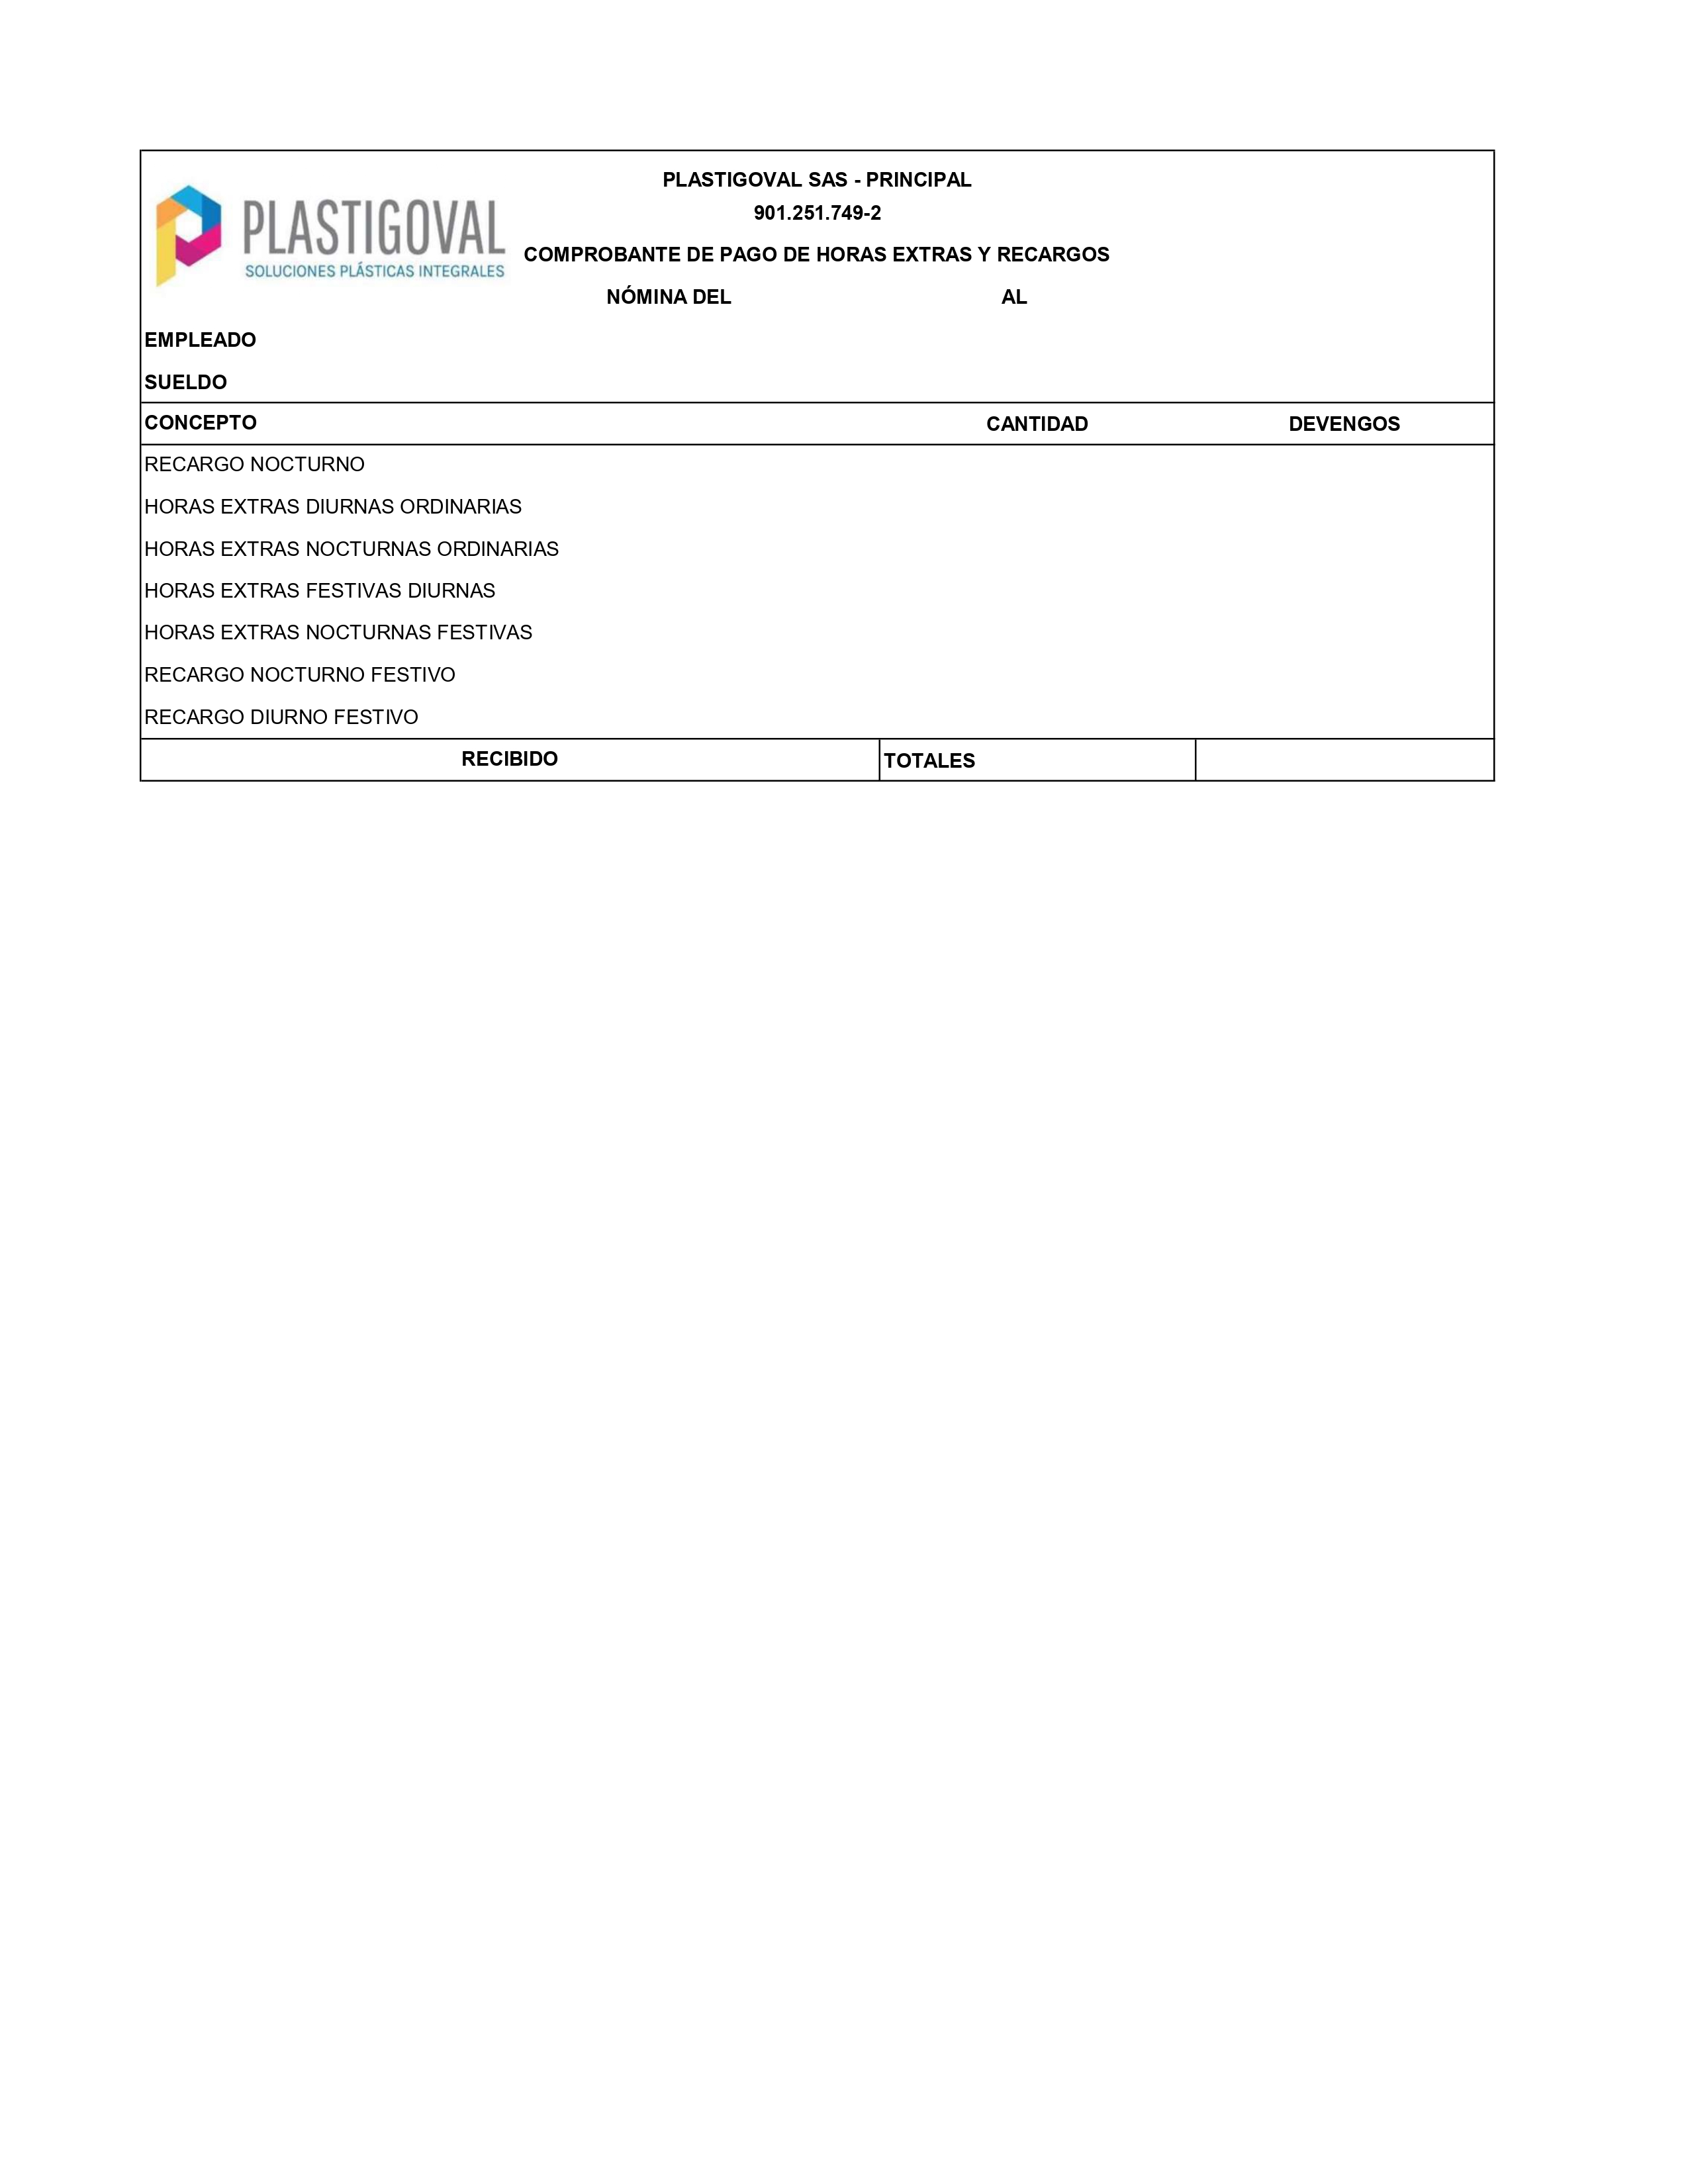 PLASTIGOVAL
SOLUCIONES PLÁSTICAS INTEGRALES
PLASTIGOVAL SAS - PRINCIPAL
901.251.749-2
COMPROBANTE DE PAGO DE HORAS EXTRAS Y RECARGOS
NÓMINA DEL AL
EMPLEADO
SUELDO
CONCEPTO CANTIDAD DEVENGOS
RECARGO NOCTURNO
HORAS EXTRAS DIURNAS ORDINARIAS
HORAS EXTRAS NOCTURNAS ORDINARIAS
HORAS EXTRAS FESTIVAS DIURNAS
HORAS EXTRAS NOCTURNAS FESTIVAS
RECARGO NOCTURNO FESTIVO
RECARGO DIURNO FESTIVO
RECIBIDO TOTALES